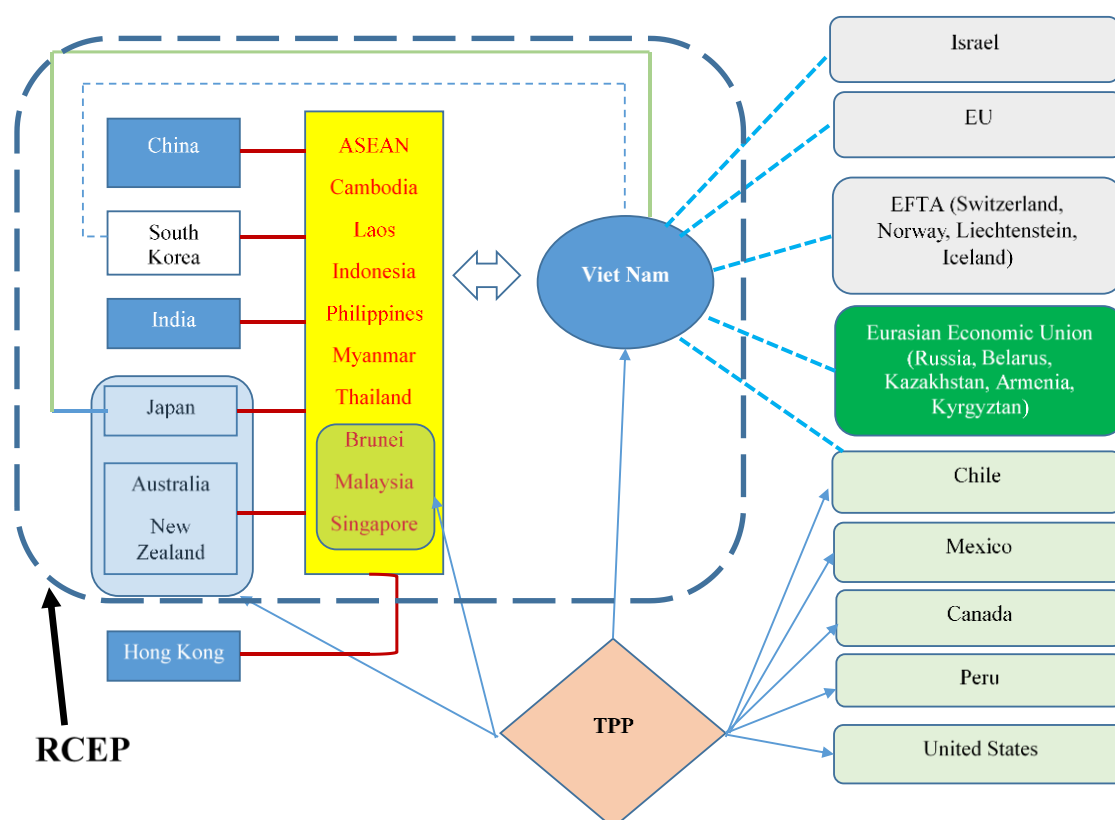 China
South
Korea
India
Japan
Australia
New
Zealand
Hong Kong
RCEP
ASEAN
Cambodia
Laos
Indonesia
Philippines
Myanmar
Thailand
Brunei
Malaysia
Singapore
Viet Nam
TPP
Israel
EU
EFTA (Switzerland,
Norway, Liechtenstein,
Iceland)
Eurasian Economic Union
(Russia, Belarus,
Kazakhstan, Armenia,
Kyrgyztan)
Chile
Mexico
Canada
Peru
United States